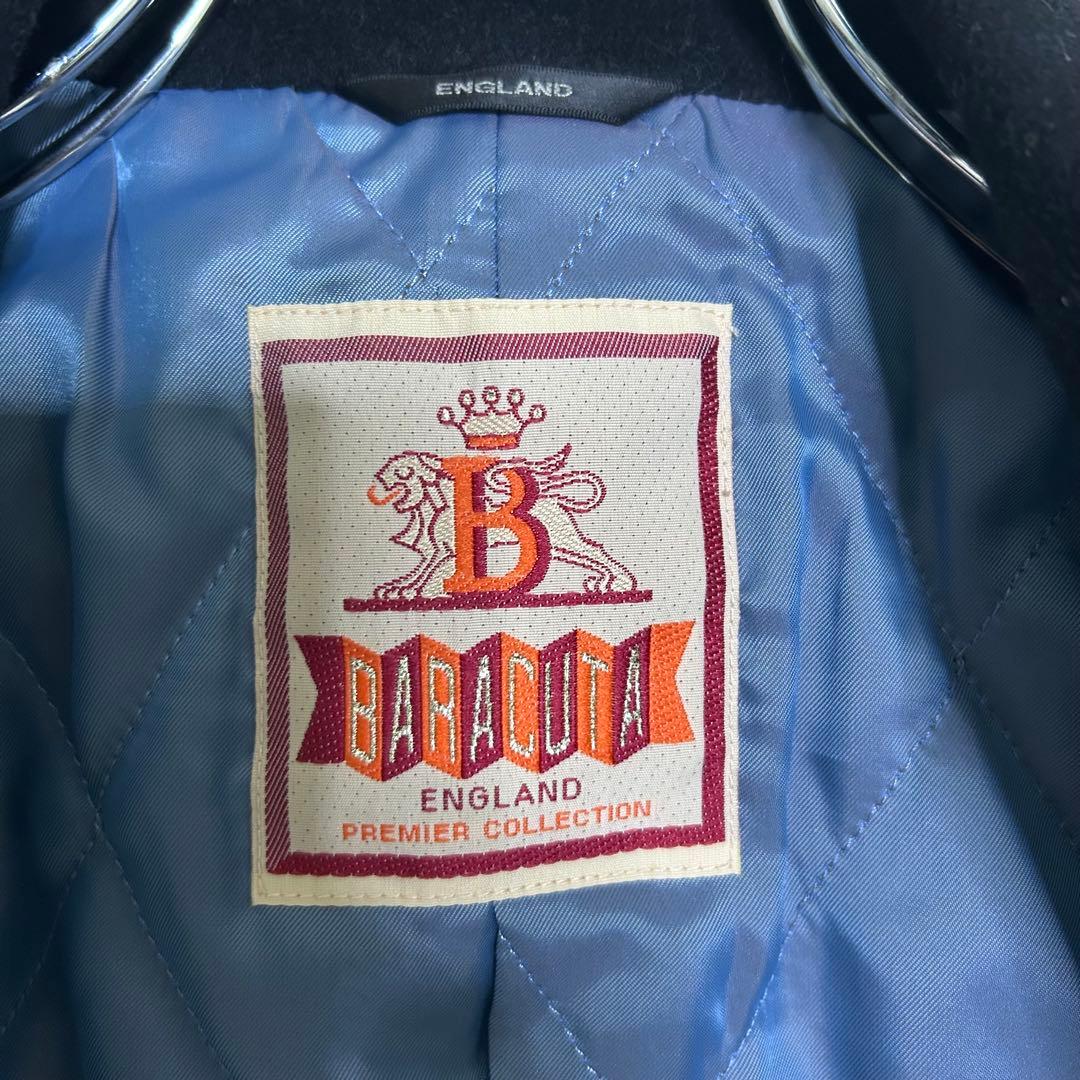 ENGLAND
B
BARACUTA
ENGLAND
PREMIER COLLECTION